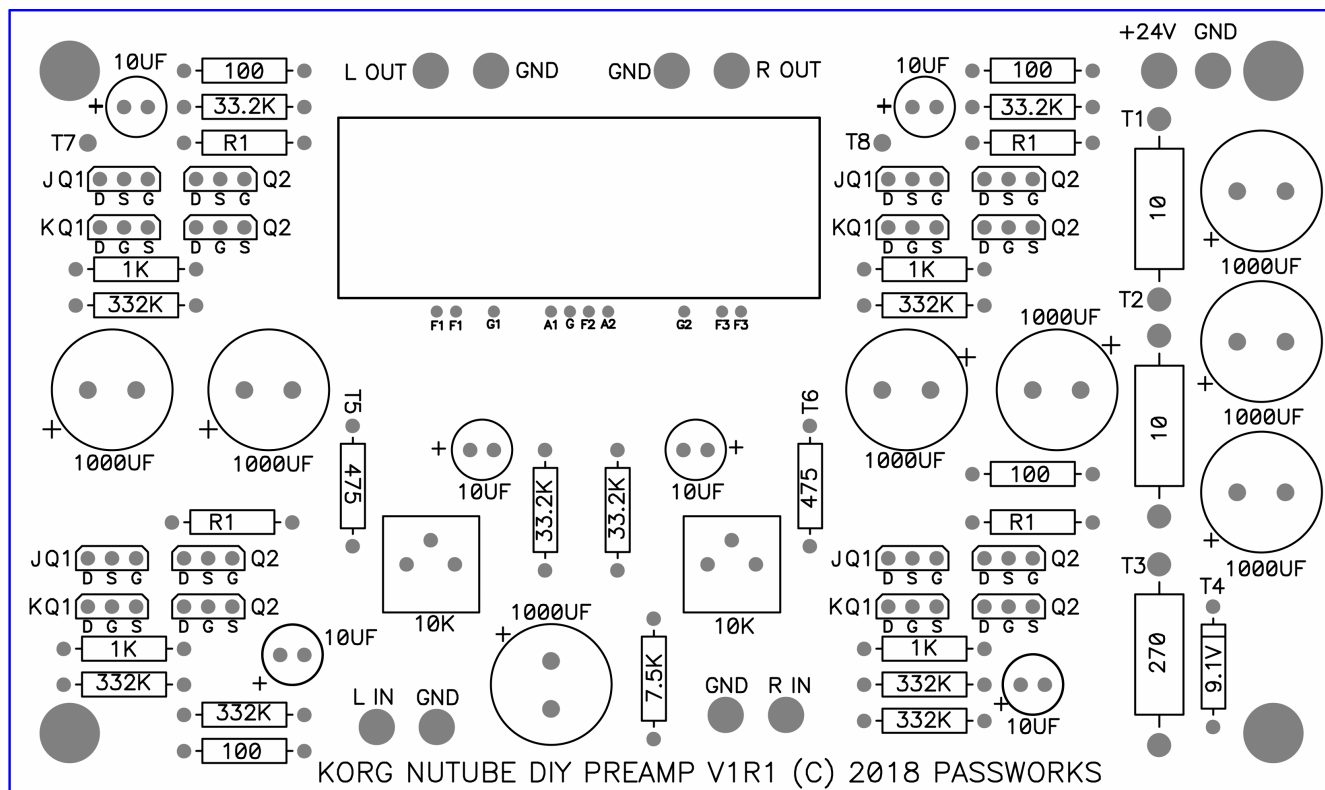 +24V GND
10UF
100
L OUT
GND
GND
R OUT
10UF
100
+
33.2K
+
33.2K
T1
T7
R1
T8
R1
JQ1
Q2
JQ1
Q2
D S G
D S G
D S G
D S G
10
+
KQ1
Q2
KQ1
Q2
D G S
D G S
D G S
D G S
1000UF
1K
1K
332K
332K
T2
F1 F1 G1 A1 G F2 A2 G2 F3 F3
1000UF
+
+
+
1000UF
+
+
T5
T6
10
1000UF
1000UF
1000UF
+
+
475
10UF
33.2K
33.2K
10UF
475
100
R1
R1
+
1000UF
JQ1
Q2
JQ1
Q2
T3
D S G
D S G
D S G
D S G
T4
KQ1
Q2
KQ1
Q2
D G S
D G S
D G S
D G S
10K
1000UF
+
10K
10UF
1K
1K
7.5K
270
9.1V
332K
+
332K
332K
L IN
GND
GND
R IN
332K
+
10UF
100
KORG NUTUBE DIY PREAMP V1R1 (C) 2018 PASSWORKS